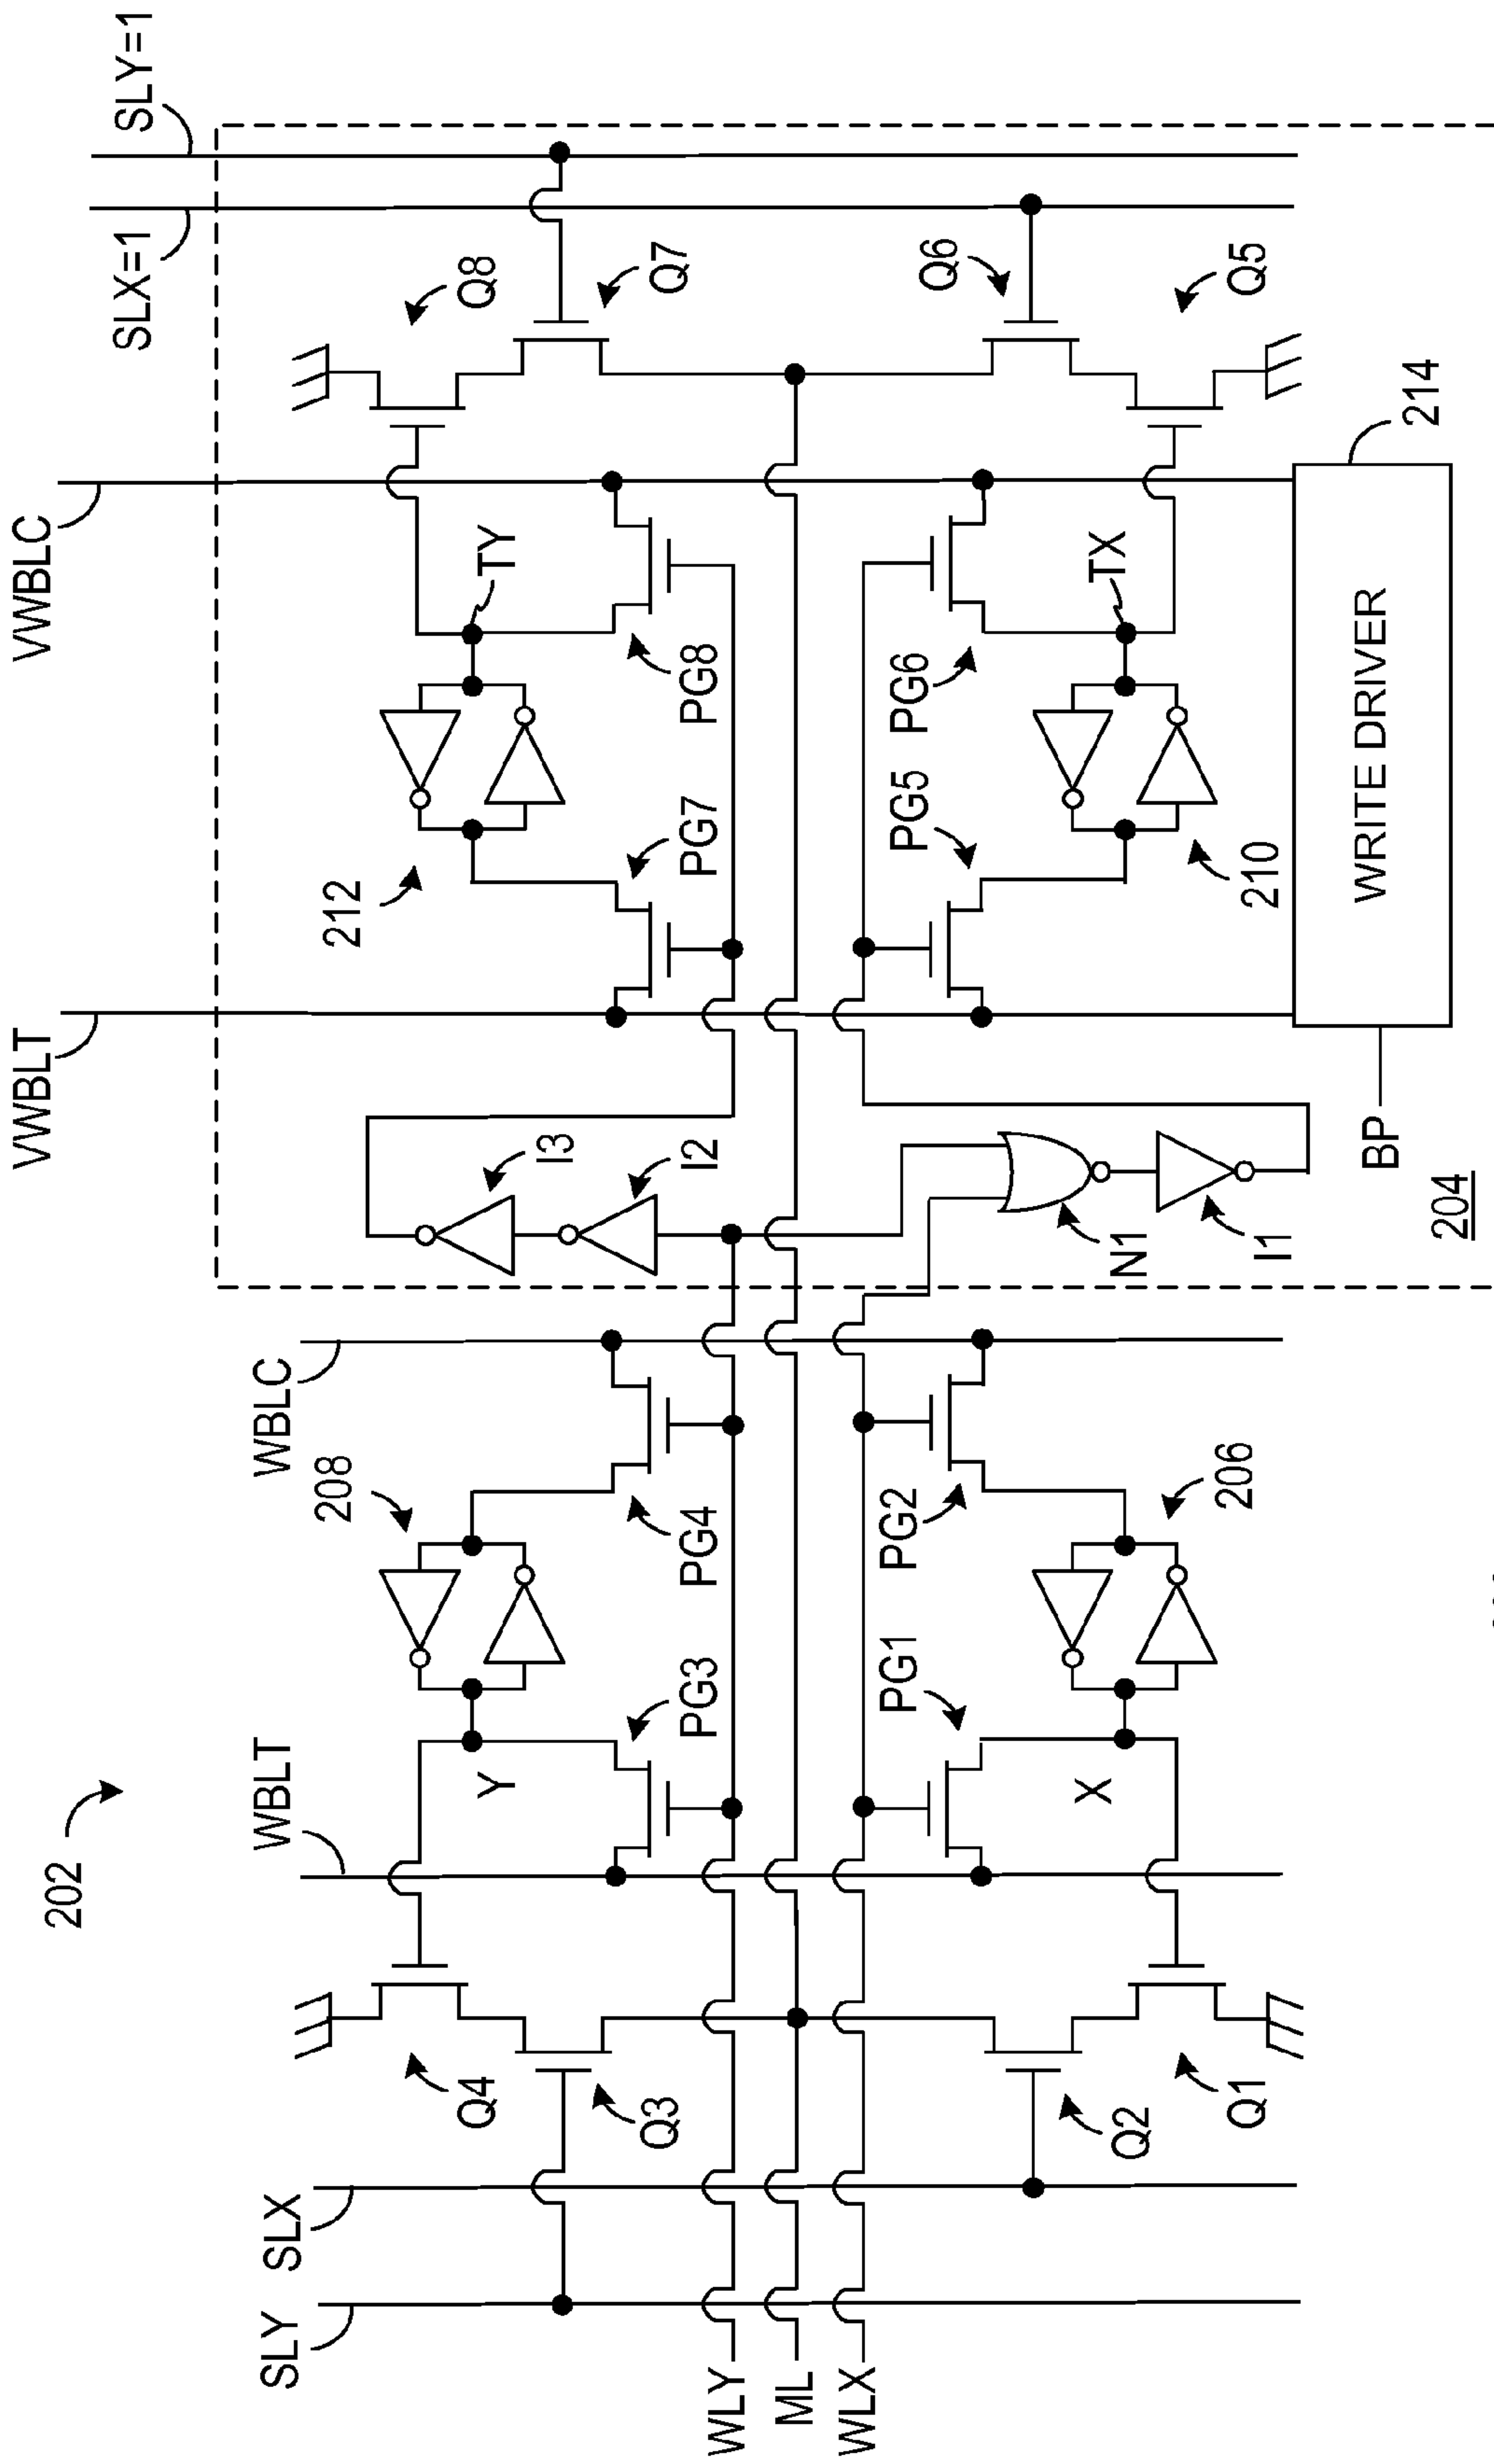 202
SLY
SLX
WBLT
WBLC
VWBLT
VWBLC
SLX=1
SLY=1
Q4
Y
208
212
TY
Q8
Q3
PG3
PG4
I3
I2
PG7
PG8
Q7
WLY
ML
WLX
Q2
PG1
PG2
PG5
PG6
Q6
X
N1
TX
Q1
206
I1
210
Q5
BP
WRITE DRIVER
214
204